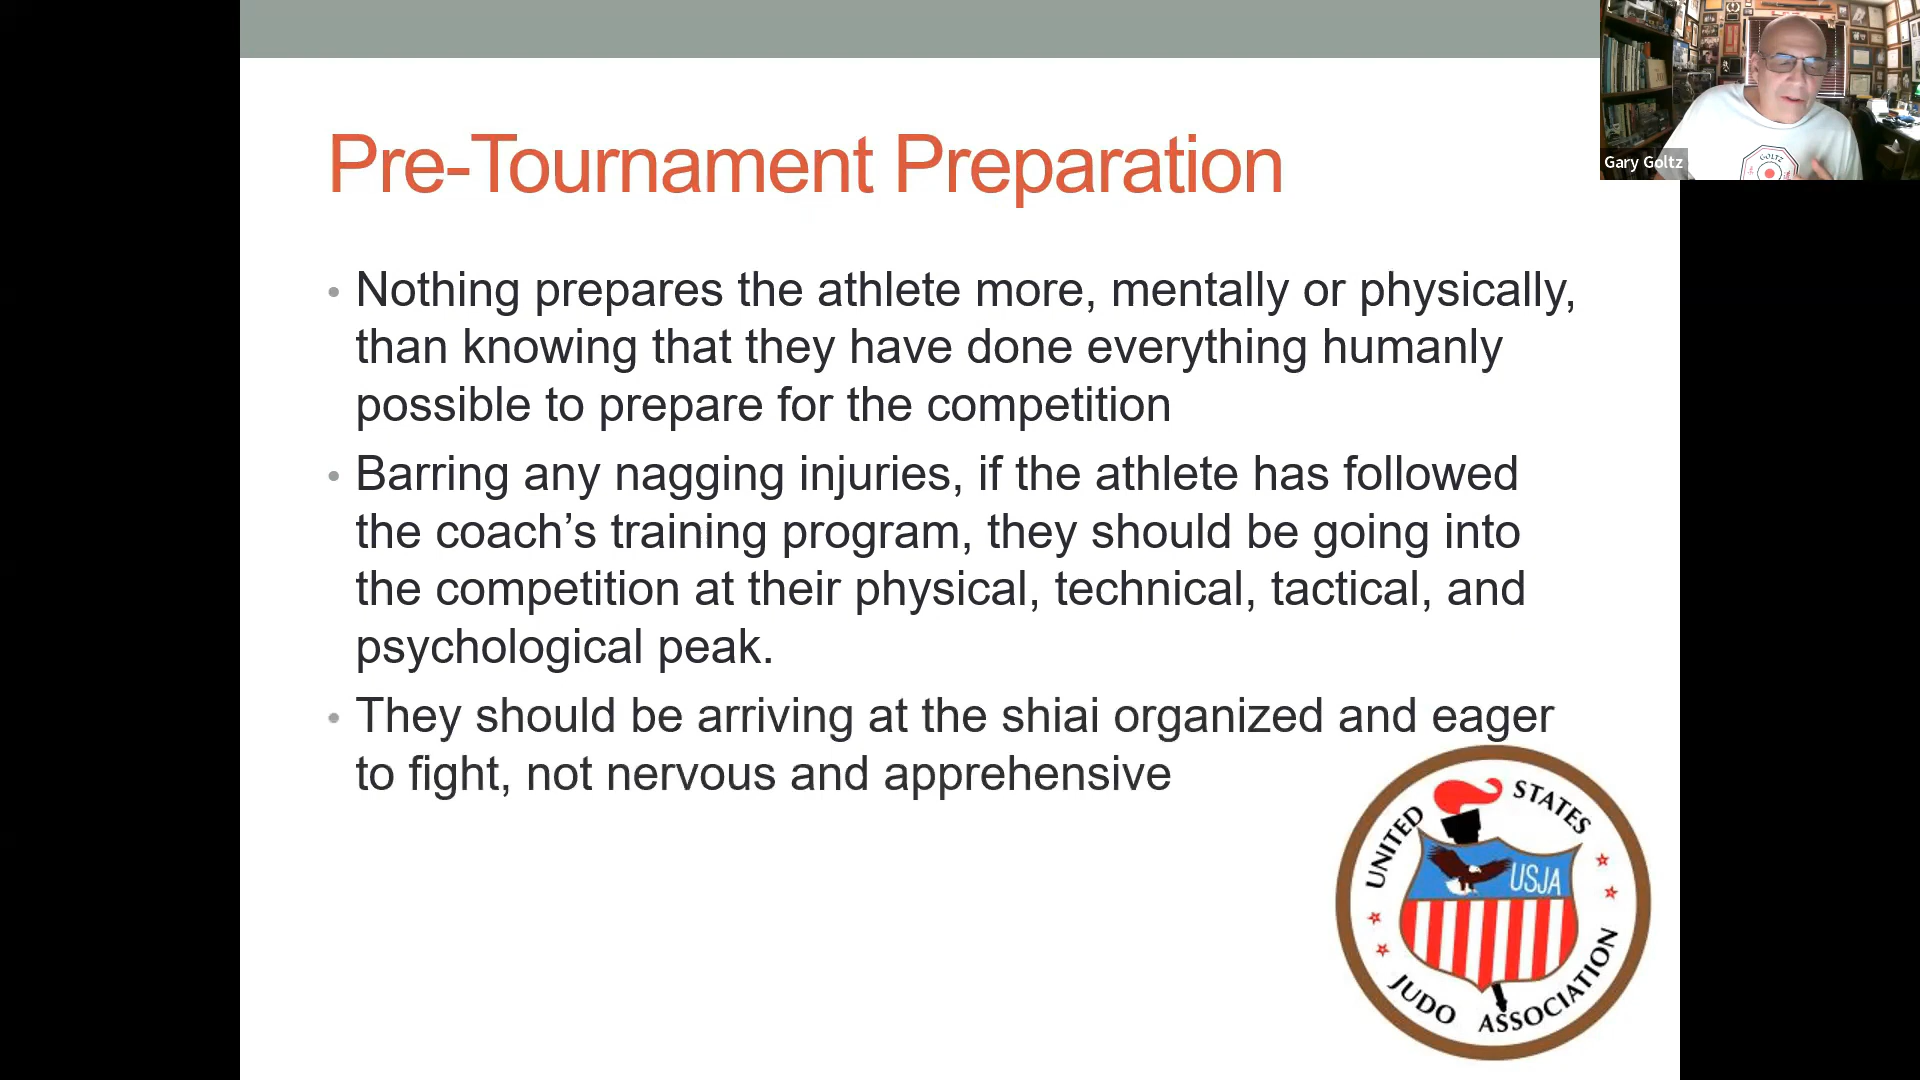 Pre-Tournament Preparation
Gary Goltz
GOLTZ
• Nothing prepares the athlete more, mentally or physically,
than knowing that they have done everything humanly
possible to prepare for the competition
• Barring any nagging injuries, if the athlete has followed
the coach’s training program, they should be going into
the competition at their physical, technical, tactical, and
psychological peak.
• They should be arriving at the shiai organized and eager
to fight, not nervous and apprehensive
UNITED STATES
USJA
JUDO ASSOCIATION